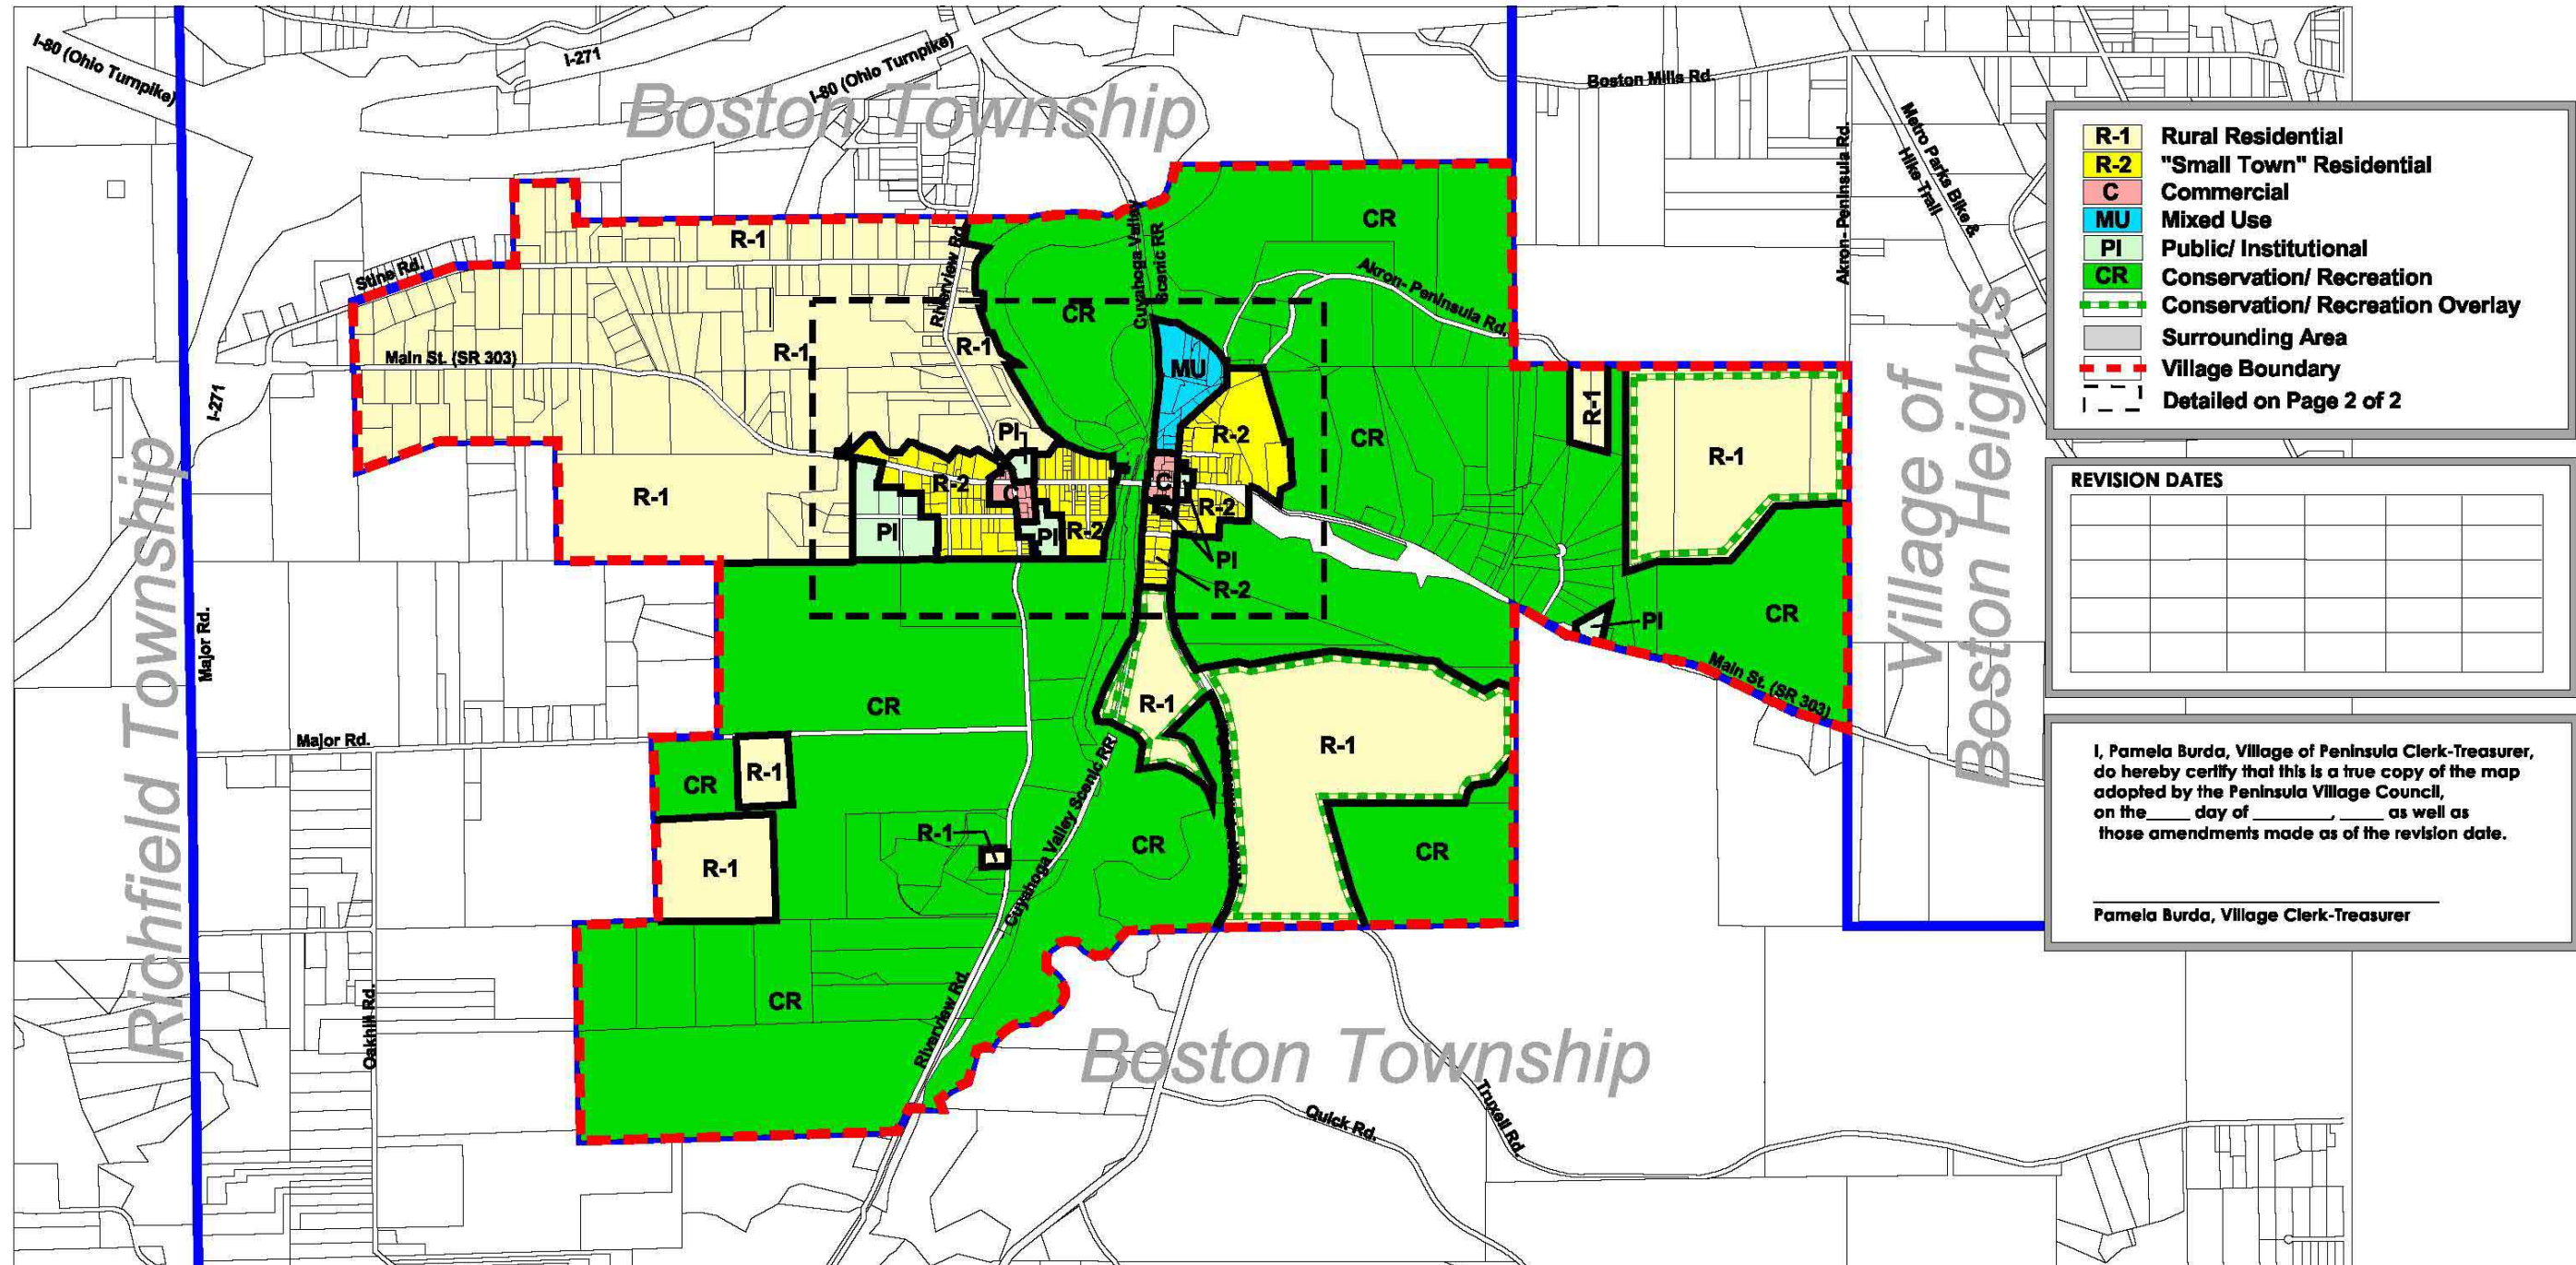 I-80 (Ohio Turnpike)
I-271
I-80 (Ohio Turnpike)
Boston Township
Boston Mills Rd.
Akron- Peninsula Rd.
Metro Parks Bike &
Hike Trail
R-1 Rural Residential
R-2 "Small Town" Residential
C Commercial
MU Mixed Use
PI Public/ Institutional
CR Conservation/ Recreation
Conservation/ Recreation Overlay
Surrounding Area
Village Boundary
Detailed on Page 2 of 2
REVISION DATES
I, Pamela Burda, Village of Peninsula Clerk-Treasurer,
do hereby certify that this is a true copy of the map
adopted by the Peninsula Village Council,
on the____ day of ________, ____ as well as
those amendments made as of the revision date.
Pamela Burda, Village Clerk-Treasurer
Village of
Boston Heights
Richfield Township
Stine Rd.
R-1
Riverview Rd.
Cuyahoga Valley
Scenic RR
CR
Akron- Peninsula Rd.
CR
Main St. (SR 303)
I-271
R-1
R-1
MU
R-1
R-1
CR
R-2
PI
R-1
R-2
C
C
R-2
PI
PI
R-2
PI
R-2
PI
CR
Main St. (SR 303)
Major Rd.
Major Rd.
CR
R-1
R-1
CR
R-1
R-1
R-1
Cuyahoga Valley Scenic RR
CR
CR
CR
Riverview Rd.
Oakhill Rd.
Boston Township
Quick Rd.
Truxell Rd.